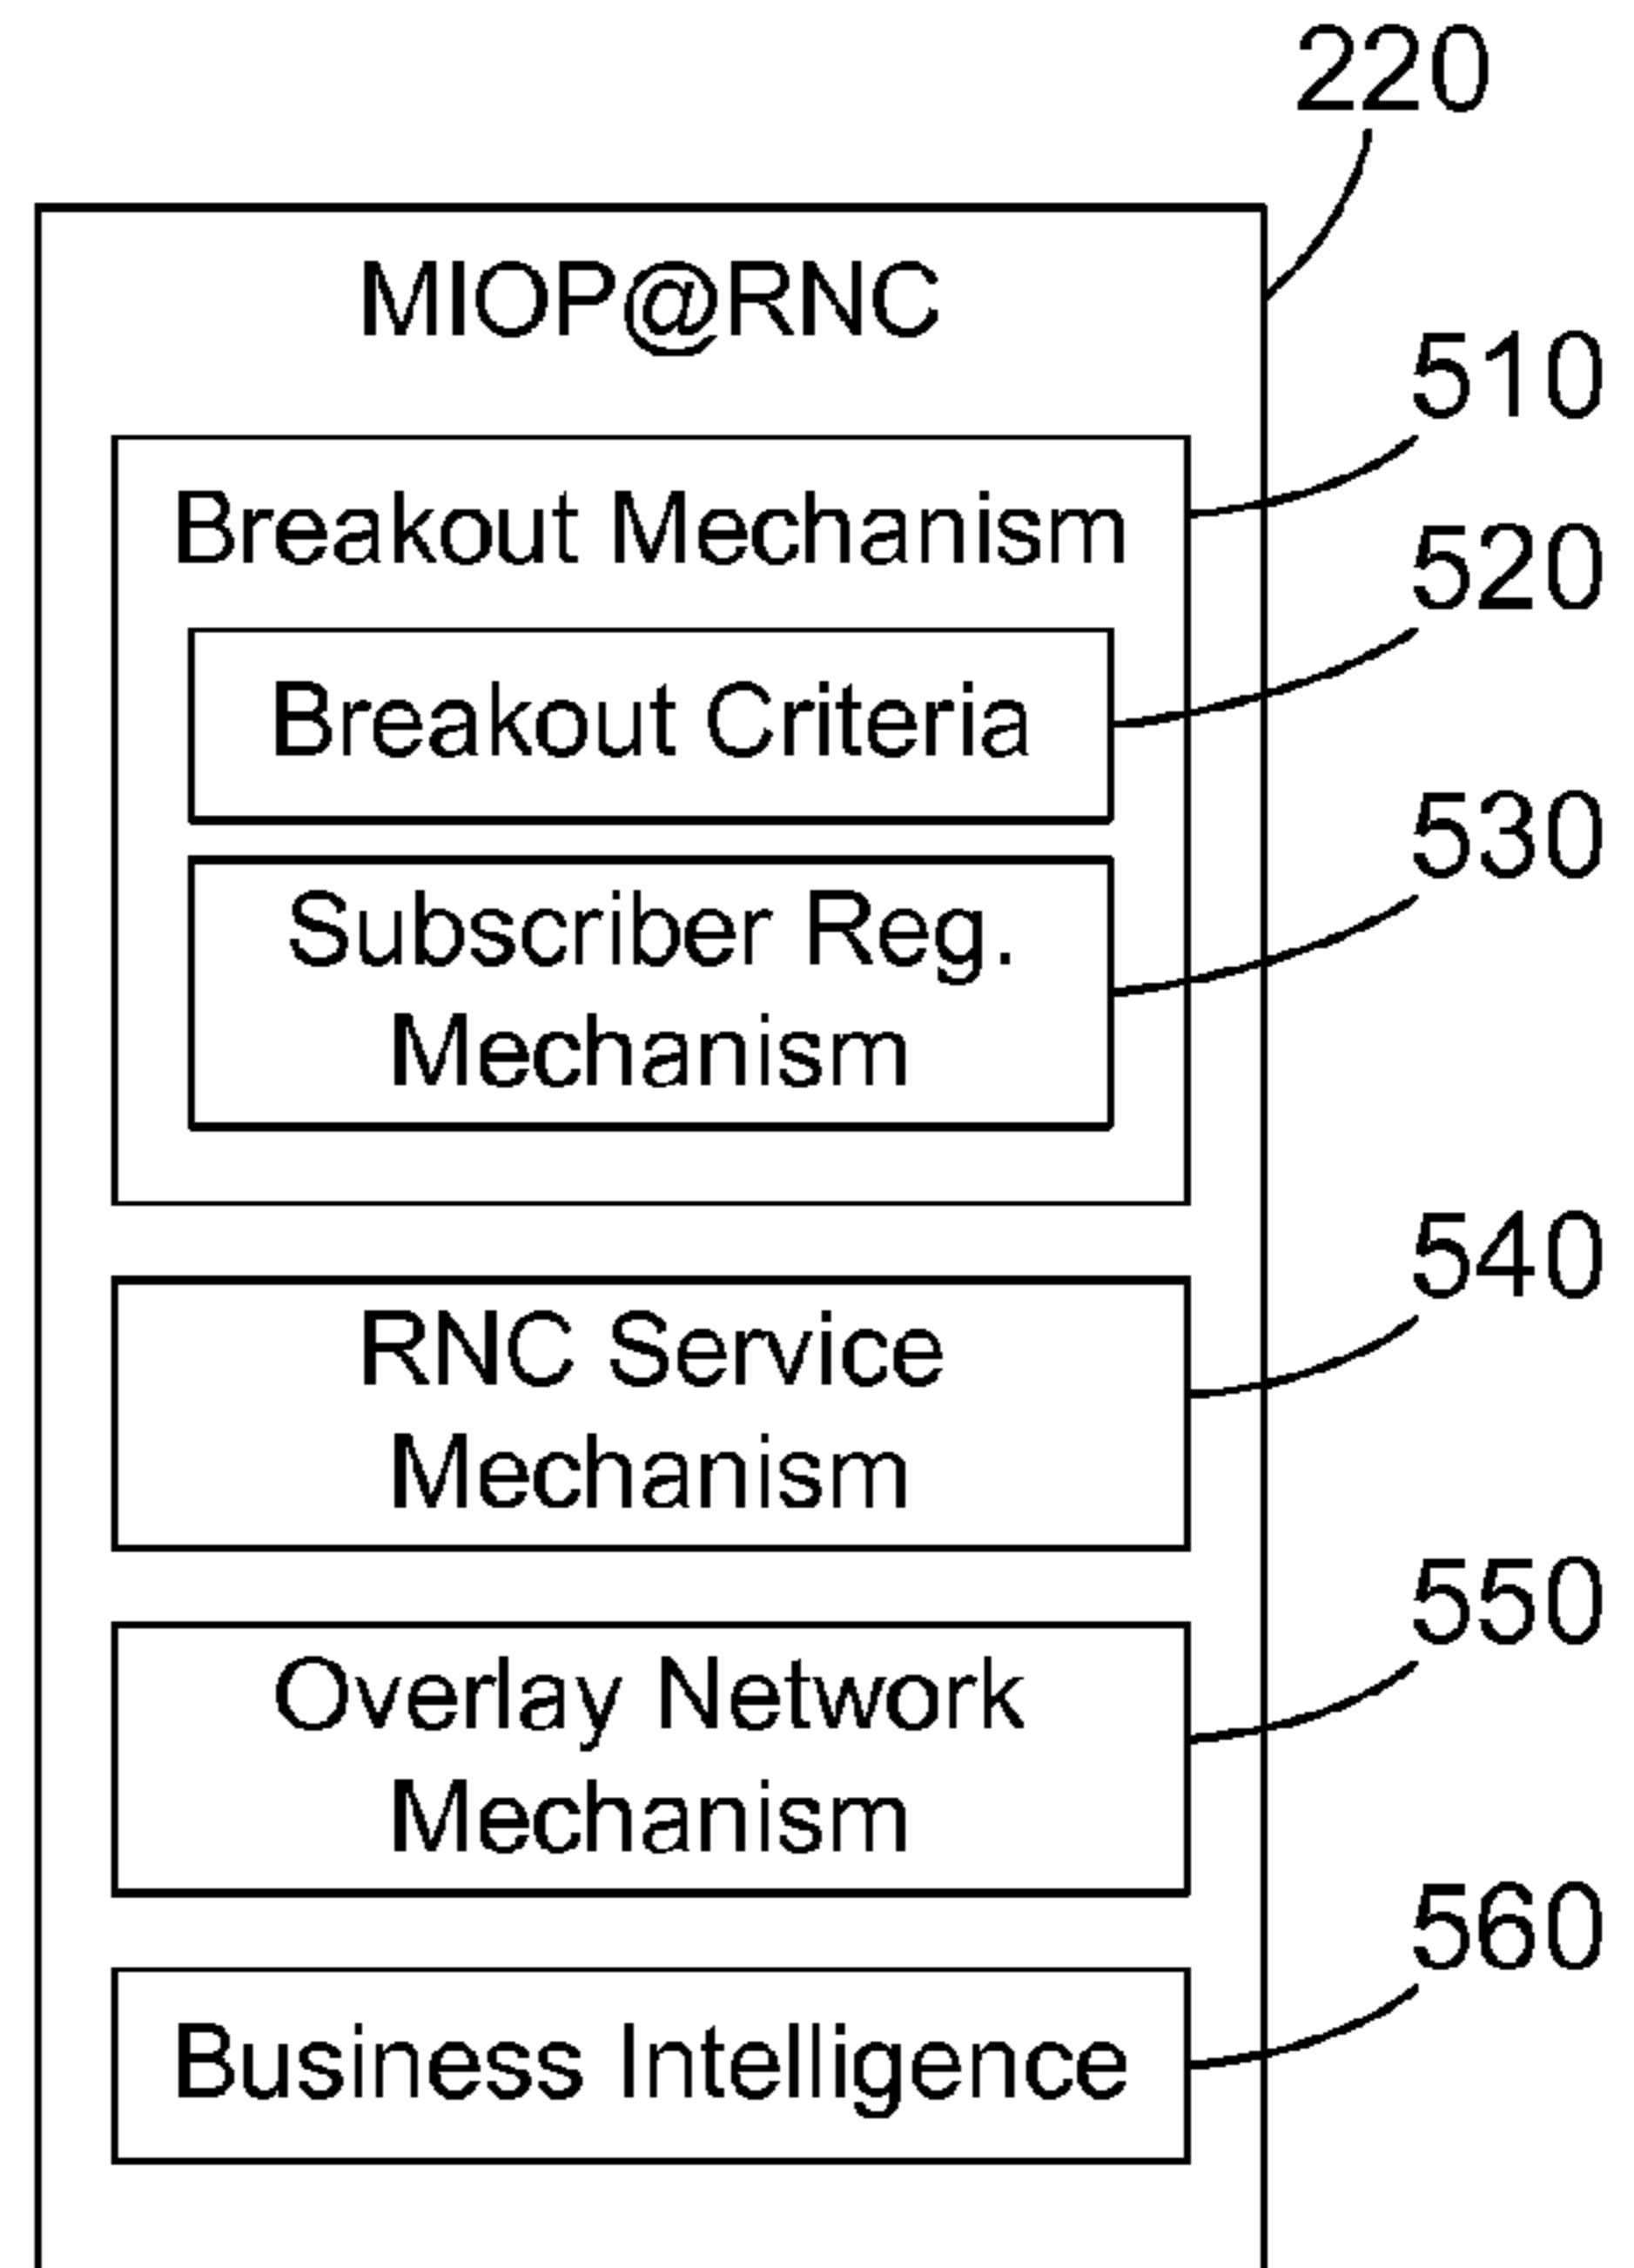 220
MIOP@RNC
510
Breakout Mechanism
520
Breakout Criteria
530
Subscriber Reg.
Mechanism
540
RNC Service
Mechanism
550
Overlay Network
Mechanism
560
Business Intelligence